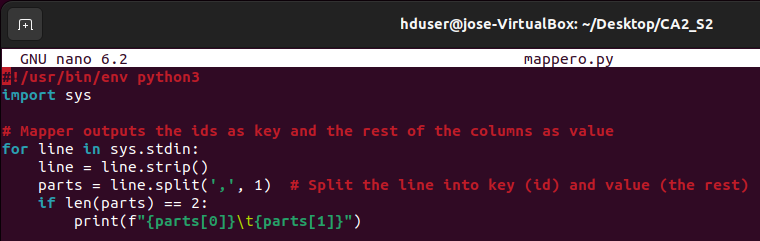 hduser@jose-VirtualBox: ~/Desktop/CA2_S2
GNU nano 6.2 mappero.py
#!/usr/bin/env python3
import sys

# Mapper outputs the ids as key and the rest of the columns as value
for line in sys.stdin:
    line = line.strip()
    parts = line.split(',', 1)  # Split the line into key (id) and value (the rest)
    if len(parts) == 2:
        print(f"{parts[0]}\t{parts[1]}")